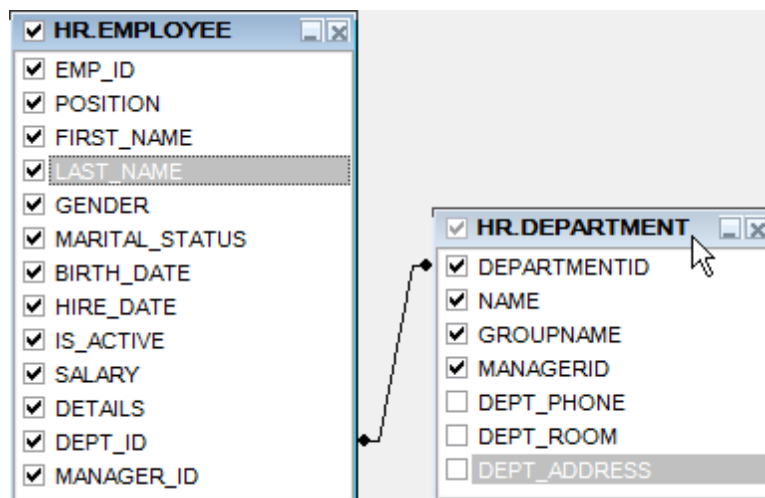 HR.EMPLOYEE
EMP_ID
POSITION
FIRST_NAME
LAST_NAME
GENDER
MARITAL_STATUS
BIRTH_DATE
HIRE_DATE
IS_ACTIVE
SALARY
DETAILS
DEPT_ID
MANAGER_ID
HR.DEPARTMENT
DEPARTMENTID
NAME
GROUPNAME
MANAGERID
DEPT_PHONE
DEPT_ROOM
DEPT_ADDRESS